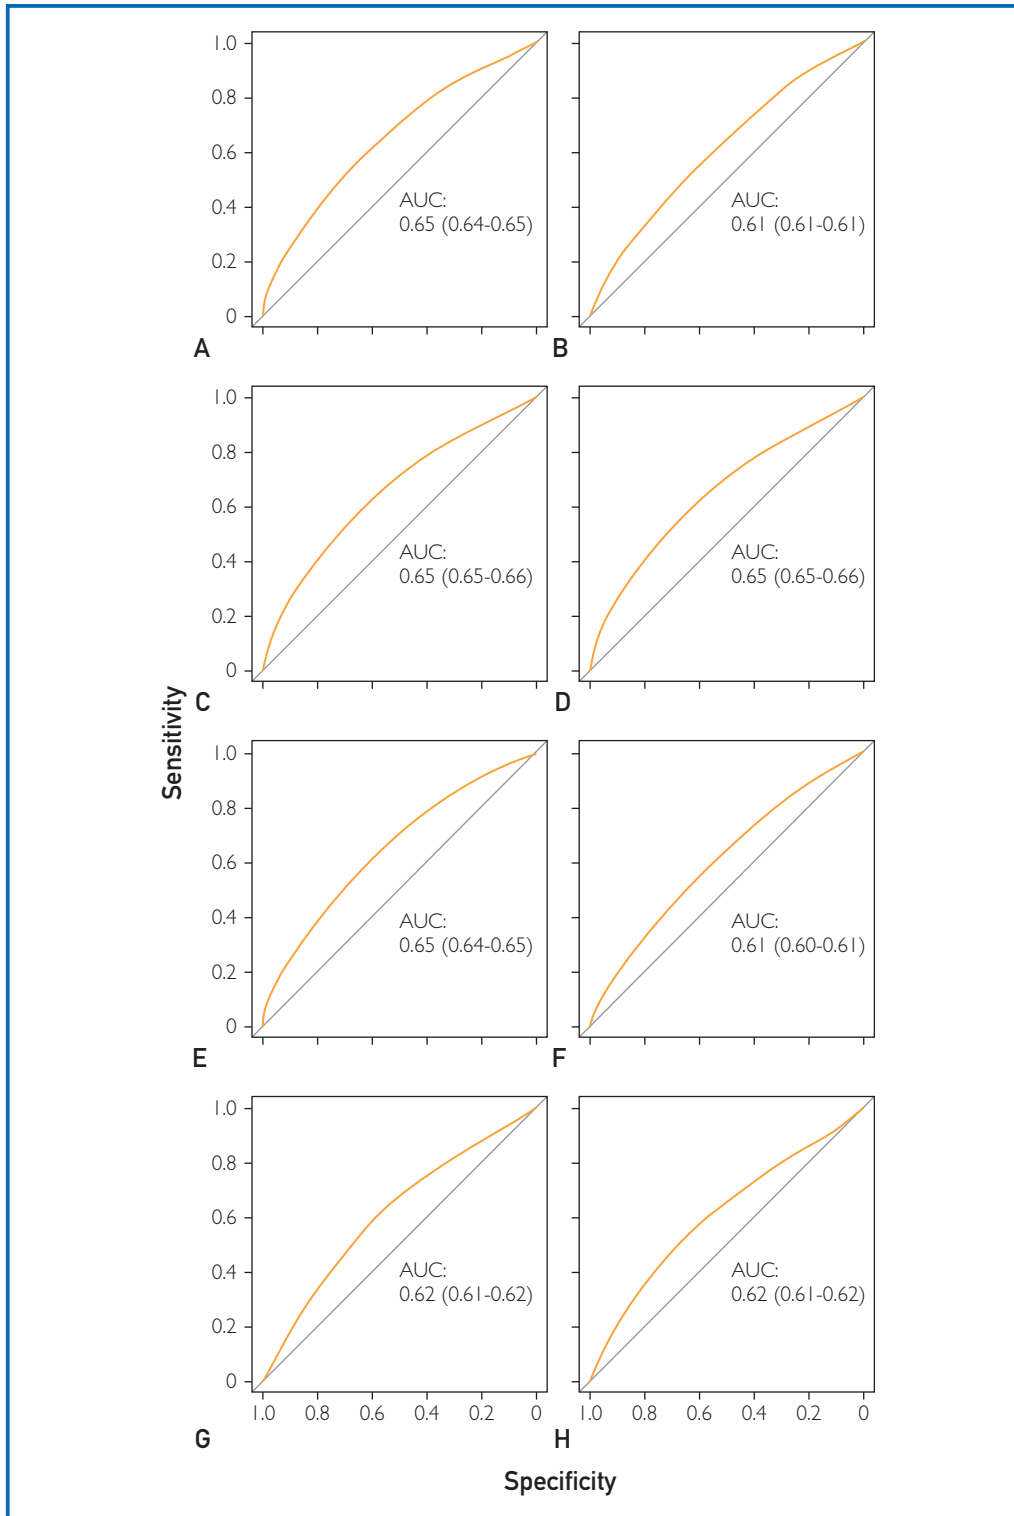 1.0
0.8
0.6
0.4
0.2
0
AUC:
0.65 (0.64-0.65)
A
AUC:
0.61 (0.61-0.61)
B
1.0
0.8
0.6
0.4
0.2
0
AUC:
0.65 (0.65-0.66)
C
AUC:
0.65 (0.65-0.66)
D
Sensitivity
1.0
0.8
0.6
0.4
0.2
0
AUC:
0.65 (0.64-0.65)
E
AUC:
0.61 (0.60-0.61)
F
1.0
0.8
0.6
0.4
0.2
0
AUC:
0.62 (0.61-0.62)
1.0 0.8 0.6 0.4 0.2 0
G
AUC:
0.62 (0.61-0.62)
1.0 0.8 0.6 0.4 0.2 0
H
Specificity